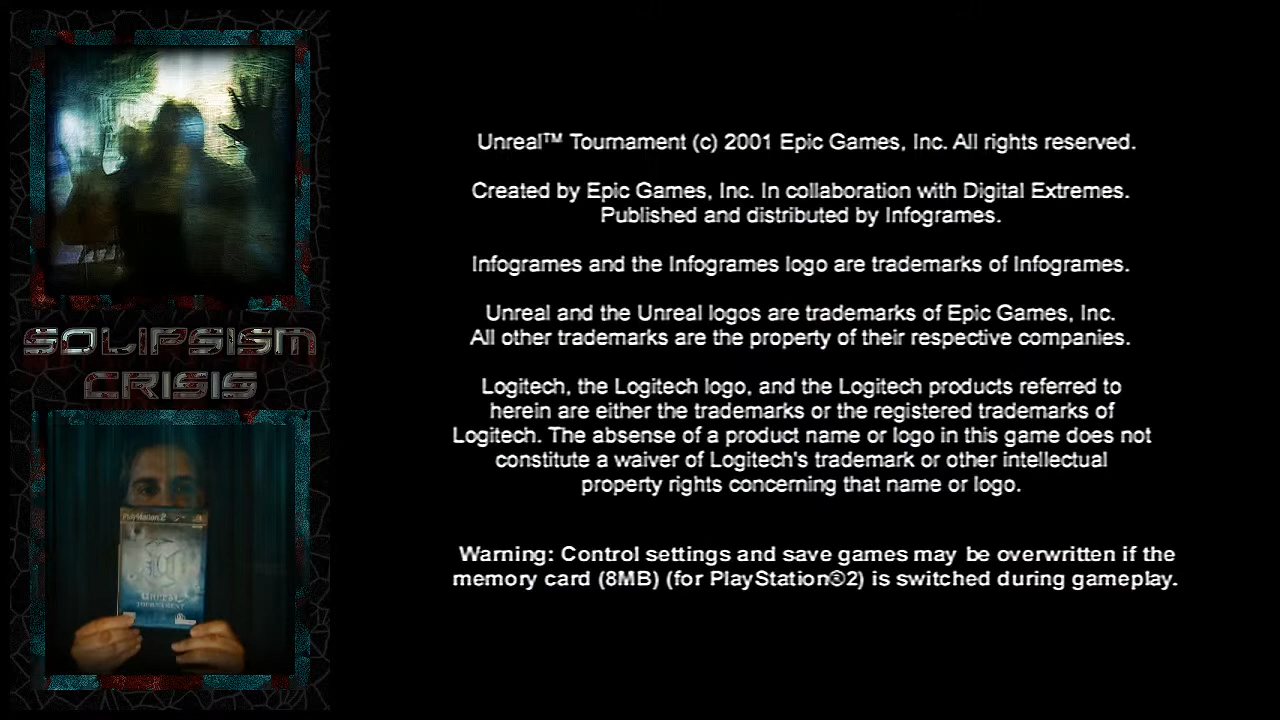 SOLIPSISM
CRISIS
PlayStation 2
UNREAL
TOURNAMENT
Unreal™ Tournament (c) 2001 Epic Games, Inc. All rights reserved.
Created by Epic Games, Inc. In collaboration with Digital Extremes.
Published and distributed by Infogrames.
Infogrames and the Infogrames logo are trademarks of Infogrames.
Unreal and the Unreal logos are trademarks of Epic Games, Inc.
All other trademarks are the property of their respective companies.
Logitech, the Logitech logo, and the Logitech products referred to
herein are either the trademarks or the registered trademarks of
Logitech. The absense of a product name or logo in this game does not
constitute a waiver of Logitech's trademark or other intellectual
property rights concerning that name or logo.
Warning: Control settings and save games may be overwritten if the
memory card (8MB) (for PlayStation®2) is switched during gameplay.